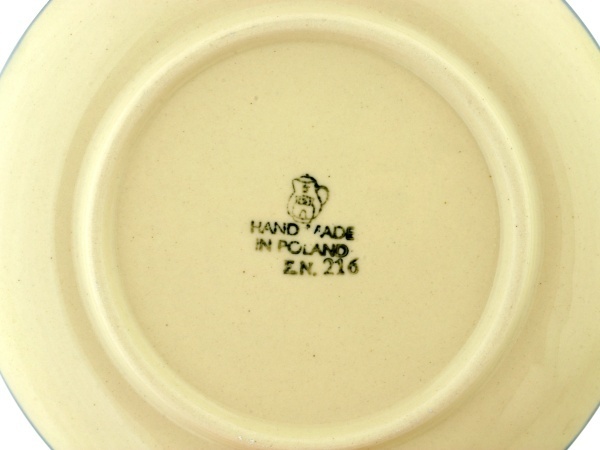 HAND MADE
IN POLAND
Z.N. 216